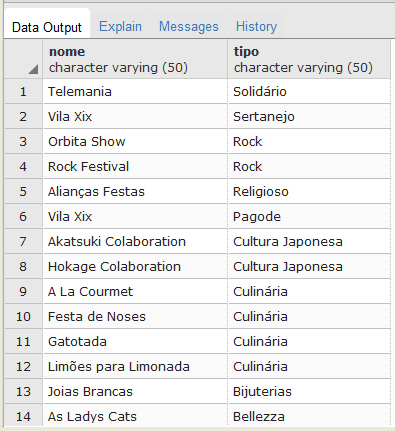 Data Output Explain Messages History
nome tipo
character varying (50) character varying (50)
1 Telemania Solidário
2 Vila Xix Sertanejo
3 Orbita Show Rock
4 Rock Festival Rock
5 Alianças Festas Religioso
6 Vila Xix Pagode
7 Akatsuki Colaboration Cultura Japonesa
8 Hokage Colaboration Cultura Japonesa
9 A La Courmet Culinária
10 Festa de Noses Culinária
11 Gatotada Culinária
12 Limões para Limonada Culinária
13 Joias Brancas Bijuterias
14 As Ladys Cats Bellezza